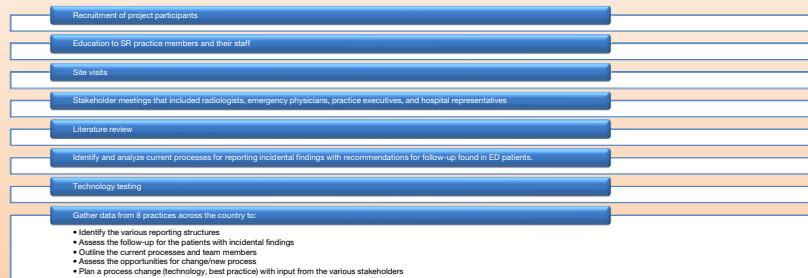 Recruitment of project participants
Education to SR practice members and their staff
Site visits
Stakeholder meetings that included radiologists, emergency physicians, practice executives, and hospital representatives
Literature review
Identify and analyze current processes for reporting incidental findings with recommendations for follow-up found in ED patients.
Technology testing
Gather data from 8 practices across the country to:
• Identify the various reporting structures
• Assess the follow-up for the patients with incidental findings
• Outline the current processes and team members
• Assess the opportunities for change/new process
• Plan a process change (technology, best practice) with input from the various stakeholders